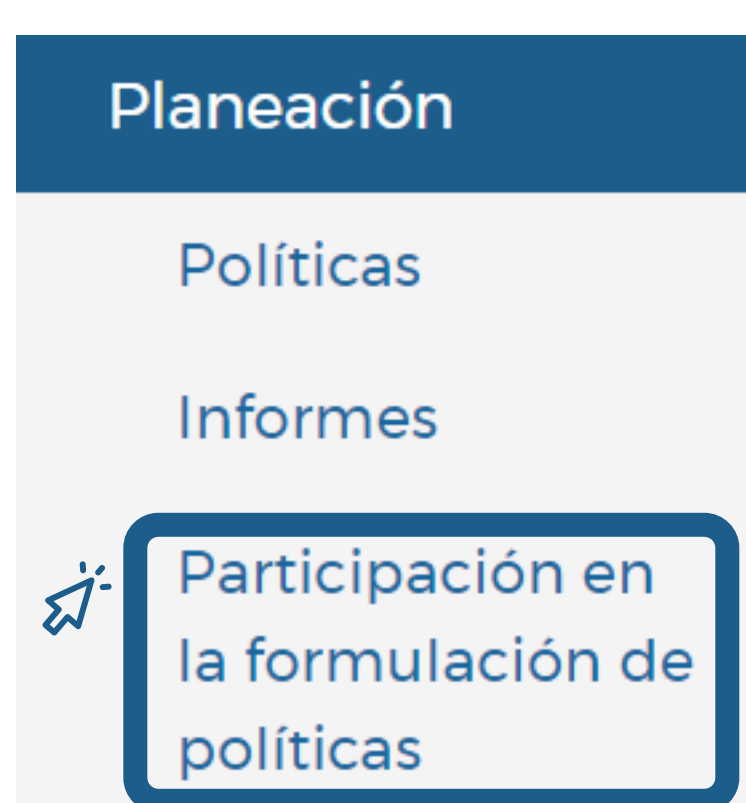 Planeación
Políticas
Informes
Participación en
la formulación de
políticas